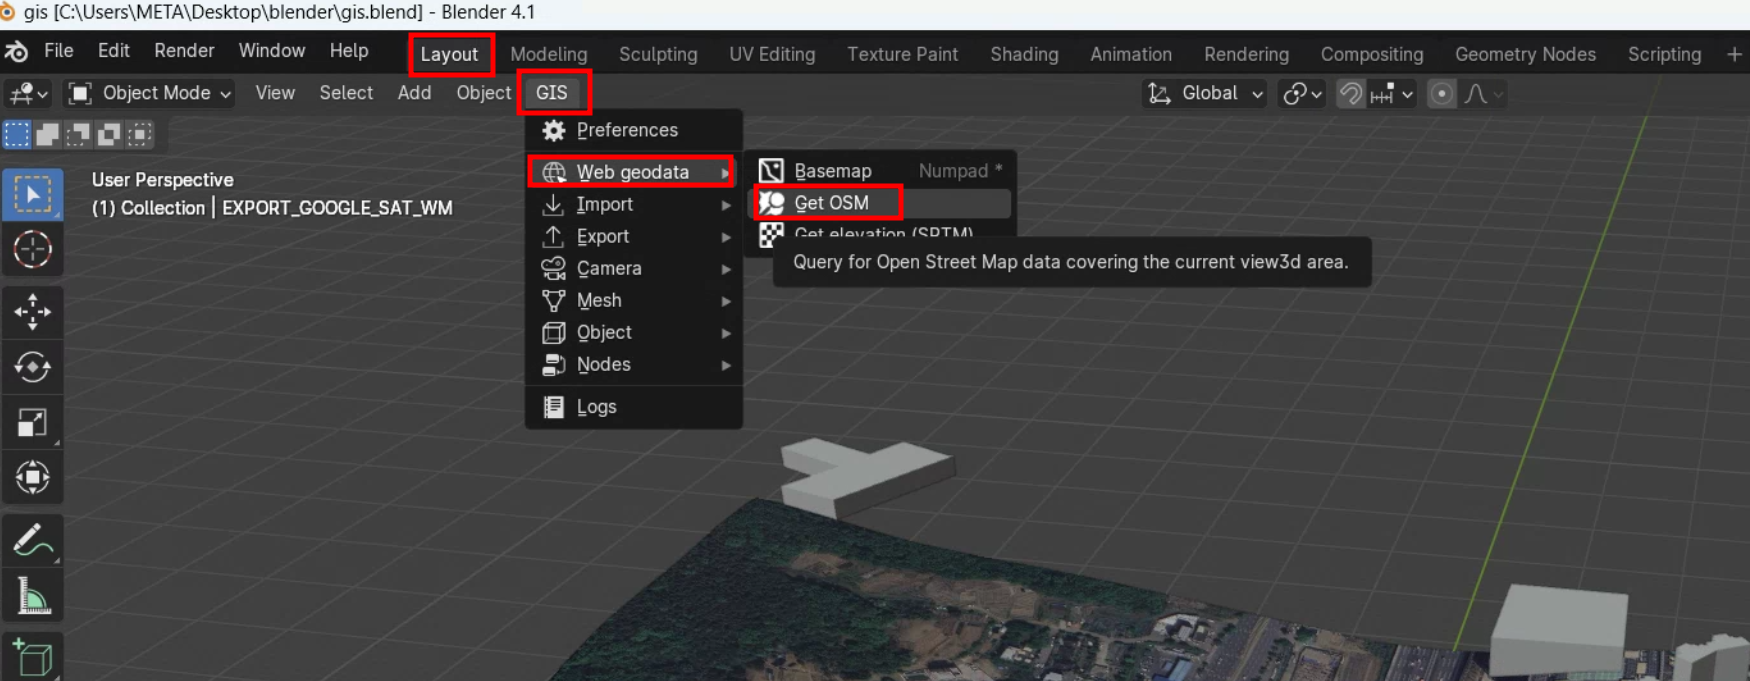 gis [C:\Users\META\Desktop\blender\gis.blend] - Blender 4.1
File Edit Render Window Help Layout Modeling Sculpting UV Editing Texture Paint Shading Animation Rendering Compositing Geometry Nodes Scripting +
Object Mode View Select Add Object GIS Global
Preferences
Web geodata
Import
Export
Camera
Mesh
Object
Nodes
Logs
Basemap Numpad *
Get OSM
Get elevation (SRTM)
Query for Open Street Map data covering the current view3d area.
User Perspective
(1) Collection | EXPORT_GOOGLE_SAT_WM